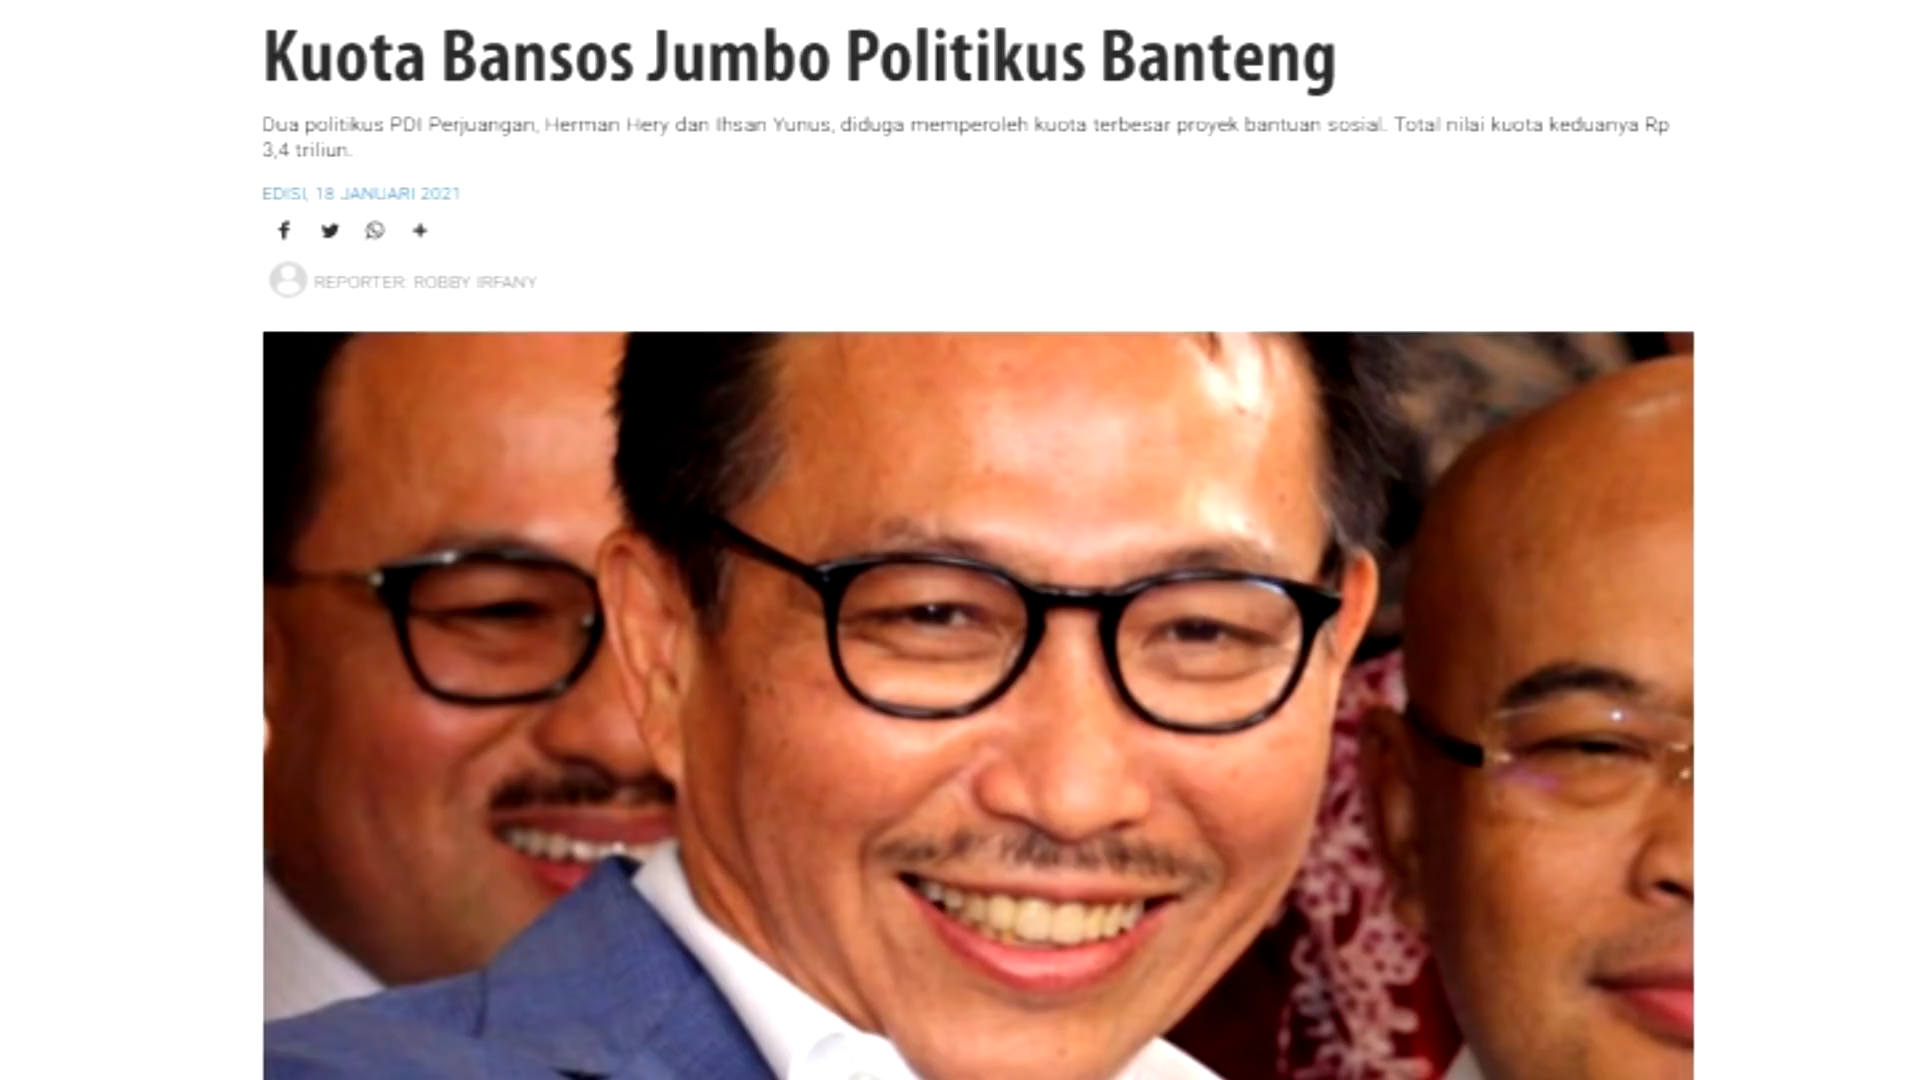 Kuota Bansos Jumbo Politikus Banteng
Dua politikus PDI Perjuangan, Herman Hery dan Ihsan Yunus, diduga memperoleh kuota terbesar proyek bantuan sosial. Total nilai kuota keduanya Rp
3,4 triliun.
EDISI, 18 JANUARI 2021
REPORTER: ROBBY IRFANY